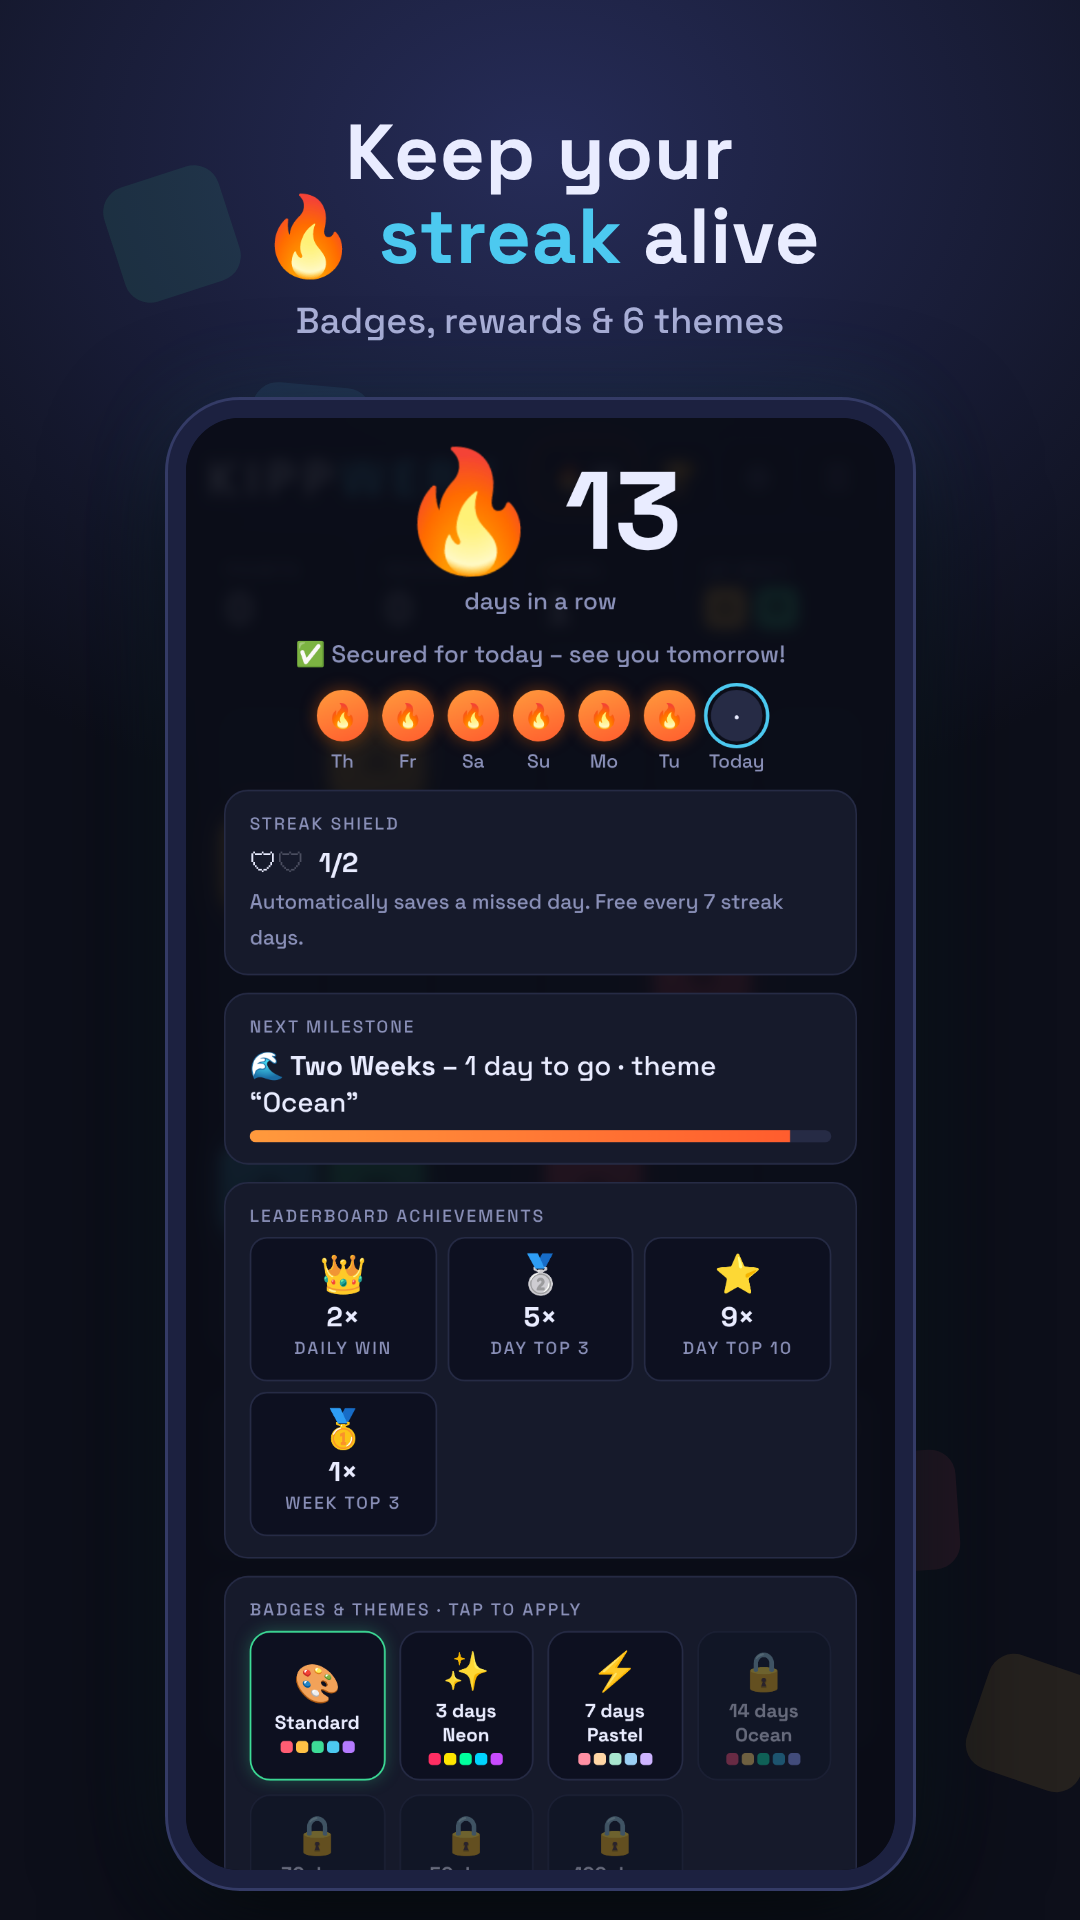 Keep your
🔥 streak alive
Badges, rewards & 6 themes
🔥 13
days in a row
✅ Secured for today – see you tomorrow!
Th Fr Sa Su Mo Tu Today
STREAK SHIELD
1/2
Automatically saves a missed day. Free every 7 streak
days.
NEXT MILESTONE
🌊 Two Weeks – 1 day to go · theme
“Ocean”
LEADERBOARD ACHIEVEMENTS
2× 5× 9×
DAILY WIN DAY TOP 3 DAY TOP 10
1×
WEEK TOP 3
BADGES & THEMES · TAP TO APPLY
Standard
3 days
Neon
7 days
Pastel
14 days
Ocean